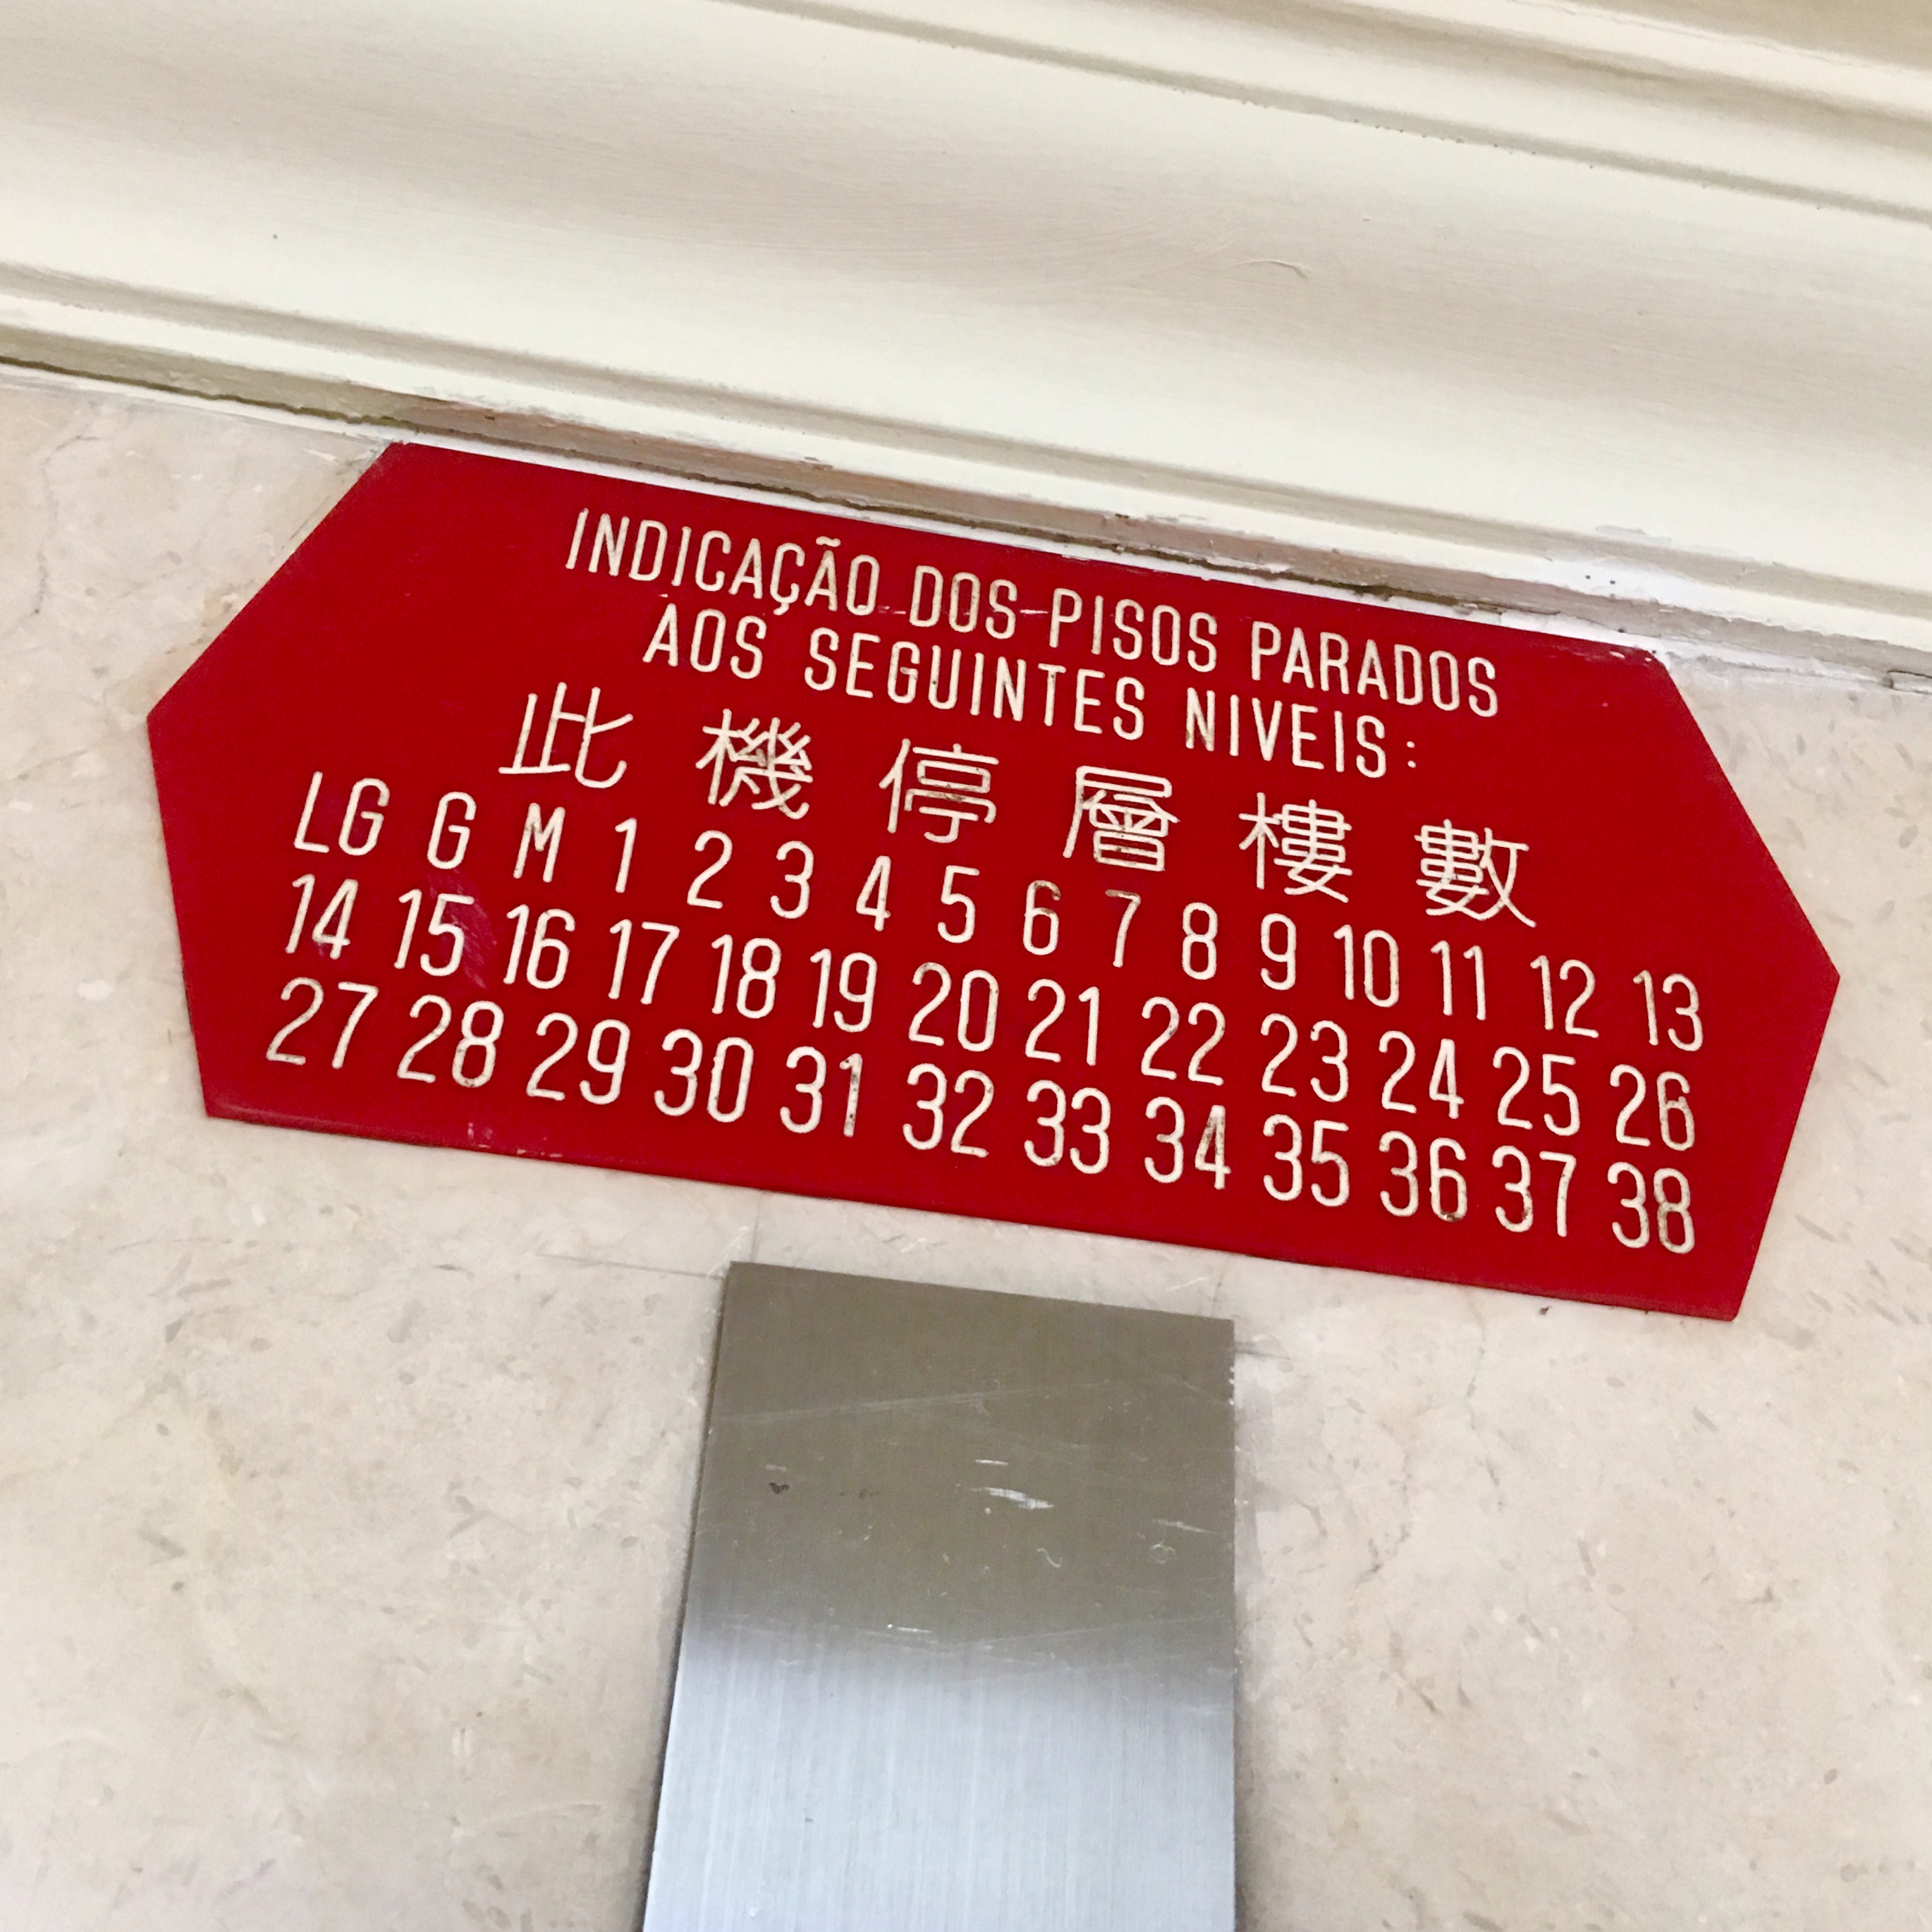 INDICAÇÃO DOS PISOS PARADOS
AOS SEGUINTES NIVEIS:
此機停層樓數
LG G M 1 2 3 4 5 6 7 8 9 10 11 12 13
14 15 16 17 18 19 20 21 22 23 24 25 26
27 28 29 30 31 32 33 34 35 36 37 38